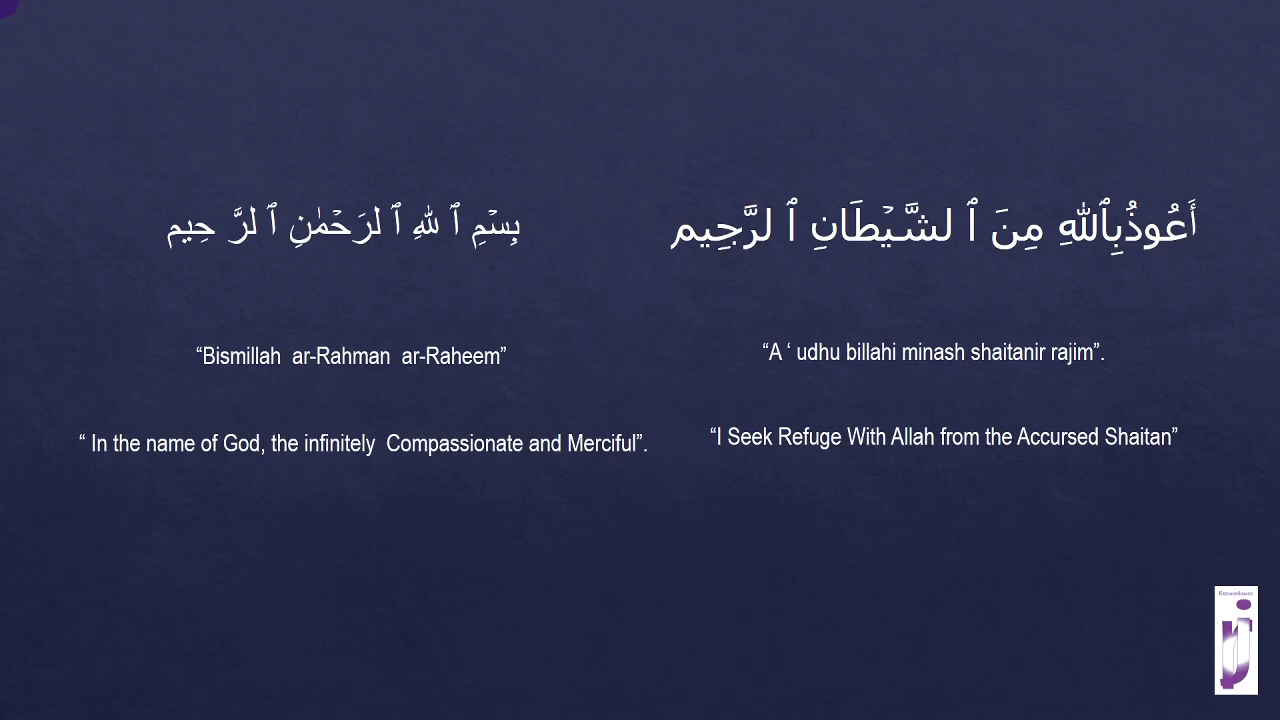 أَعُوذُبِٱللَّهِ مِنَ ٱ لشَّيۡطَانِ ٱ لرَّجِيم
“A ‘ udhu billahi minash shaitanir rajim”.
“I Seek Refuge With Allah from the Accursed Shaitan”
بِسۡمِ ٱ للهِ ٱ لرَحۡمٰنِ ٱ لرَّ حِيم
“Bismillah  ar-Rahman  ar-Raheem”
“ In the name of God, the infinitely  Compassionate and Merciful”.
Extraordinary